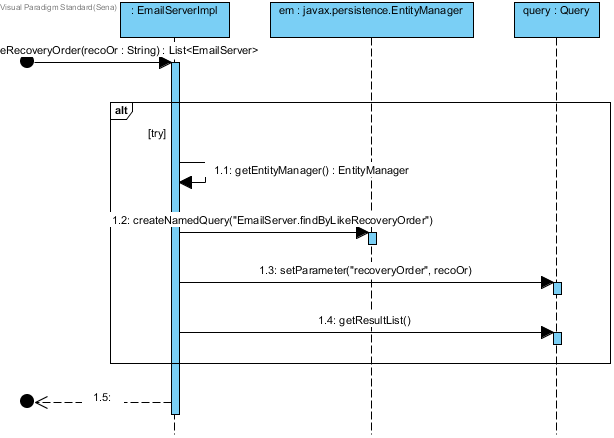 Visual Paradigm Standard(Sena)
: EmailServerImpl
em : javax.persistence.EntityManager
query : Query
eRecoveryOrder(recoOr : String) : List<EmailServer>
alt
[try]
1.1: getEntityManager() : EntityManager
1.2: createNamedQuery("EmailServer.findByLikeRecoveryOrder")
1.3: setParameter("recoveryOrder", recoOr)
1.4: getResultList()
1.5: